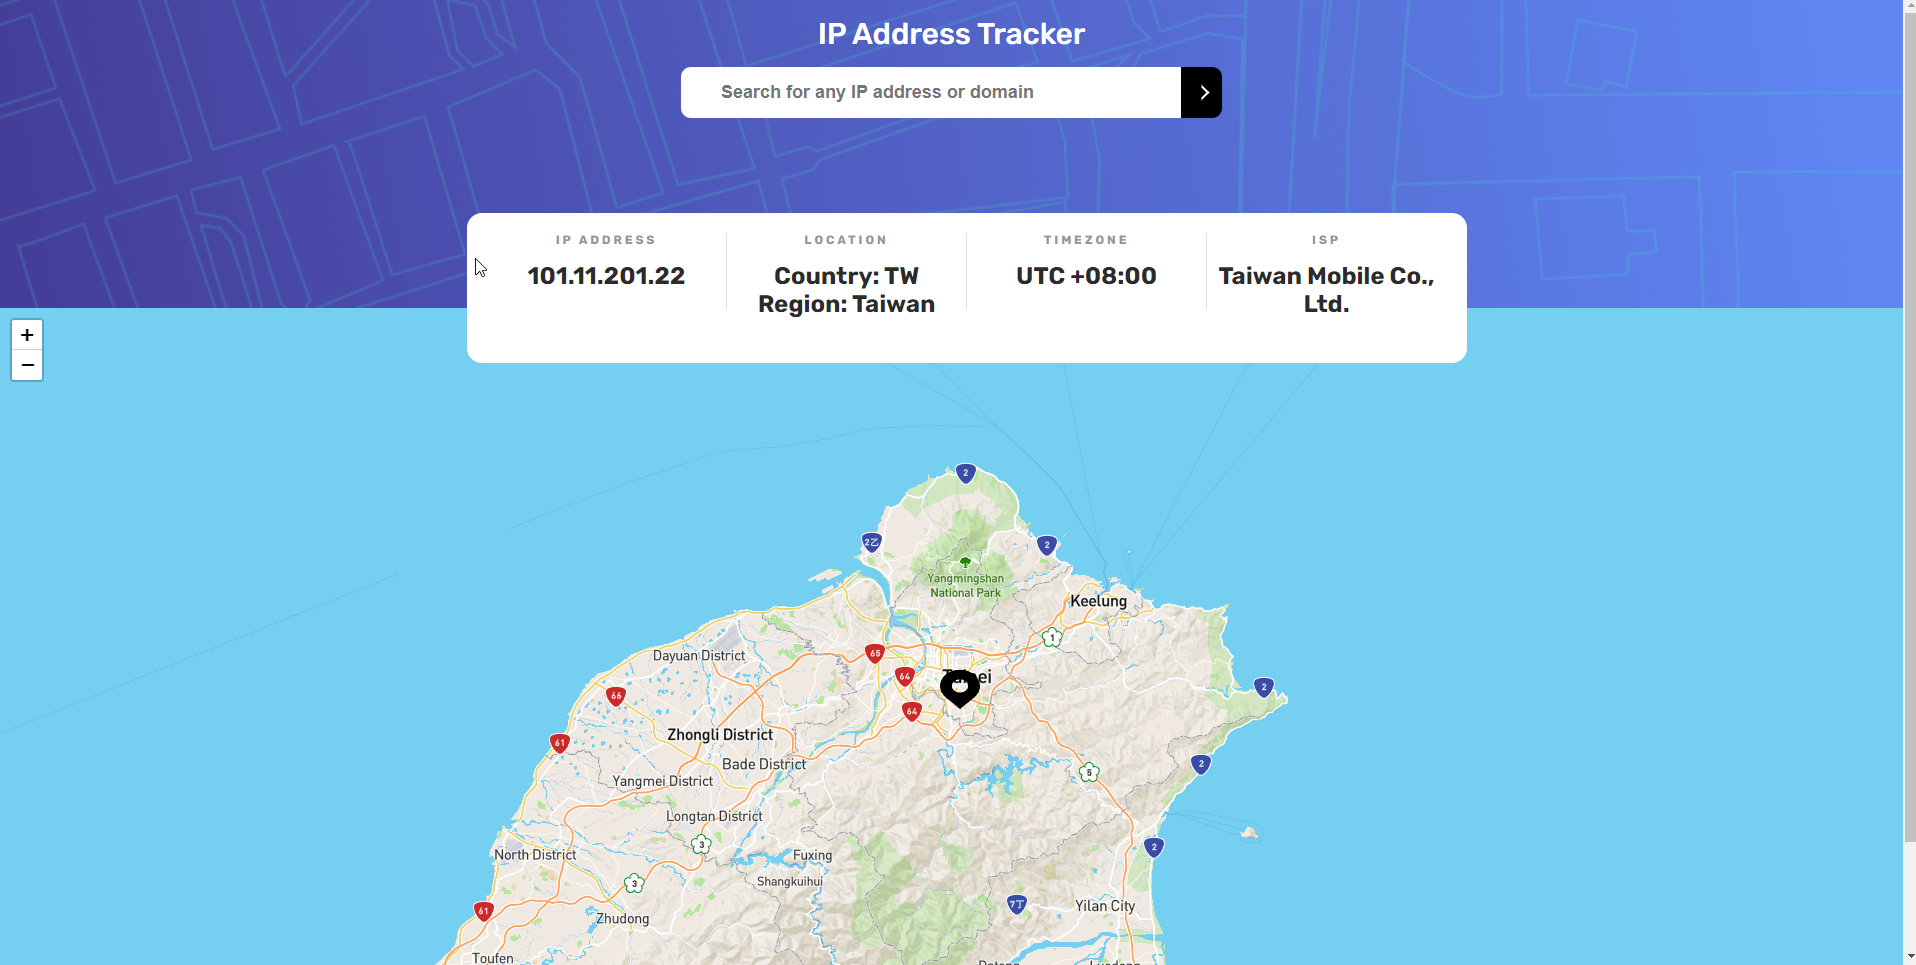 IP Address Tracker
Search for any IP address or domain
IP ADDRESS
101.11.201.22
LOCATION
Country: TW
Region: Taiwan
TIMEZONE
UTC +08:00
ISP
Taiwan Mobile Co.,
Ltd.
+
−
2
2乙
2
Yangmingshan
National Park
Keelung
1
Dayuan District
65
64
66
2
64
Zhongli District
61
Bade District
2
5
Yangmei District
Longtan District
3
2
North District
Fuxing
Shangkuihui
3
7丁
Yilan City
61
Zhudong
Toufen